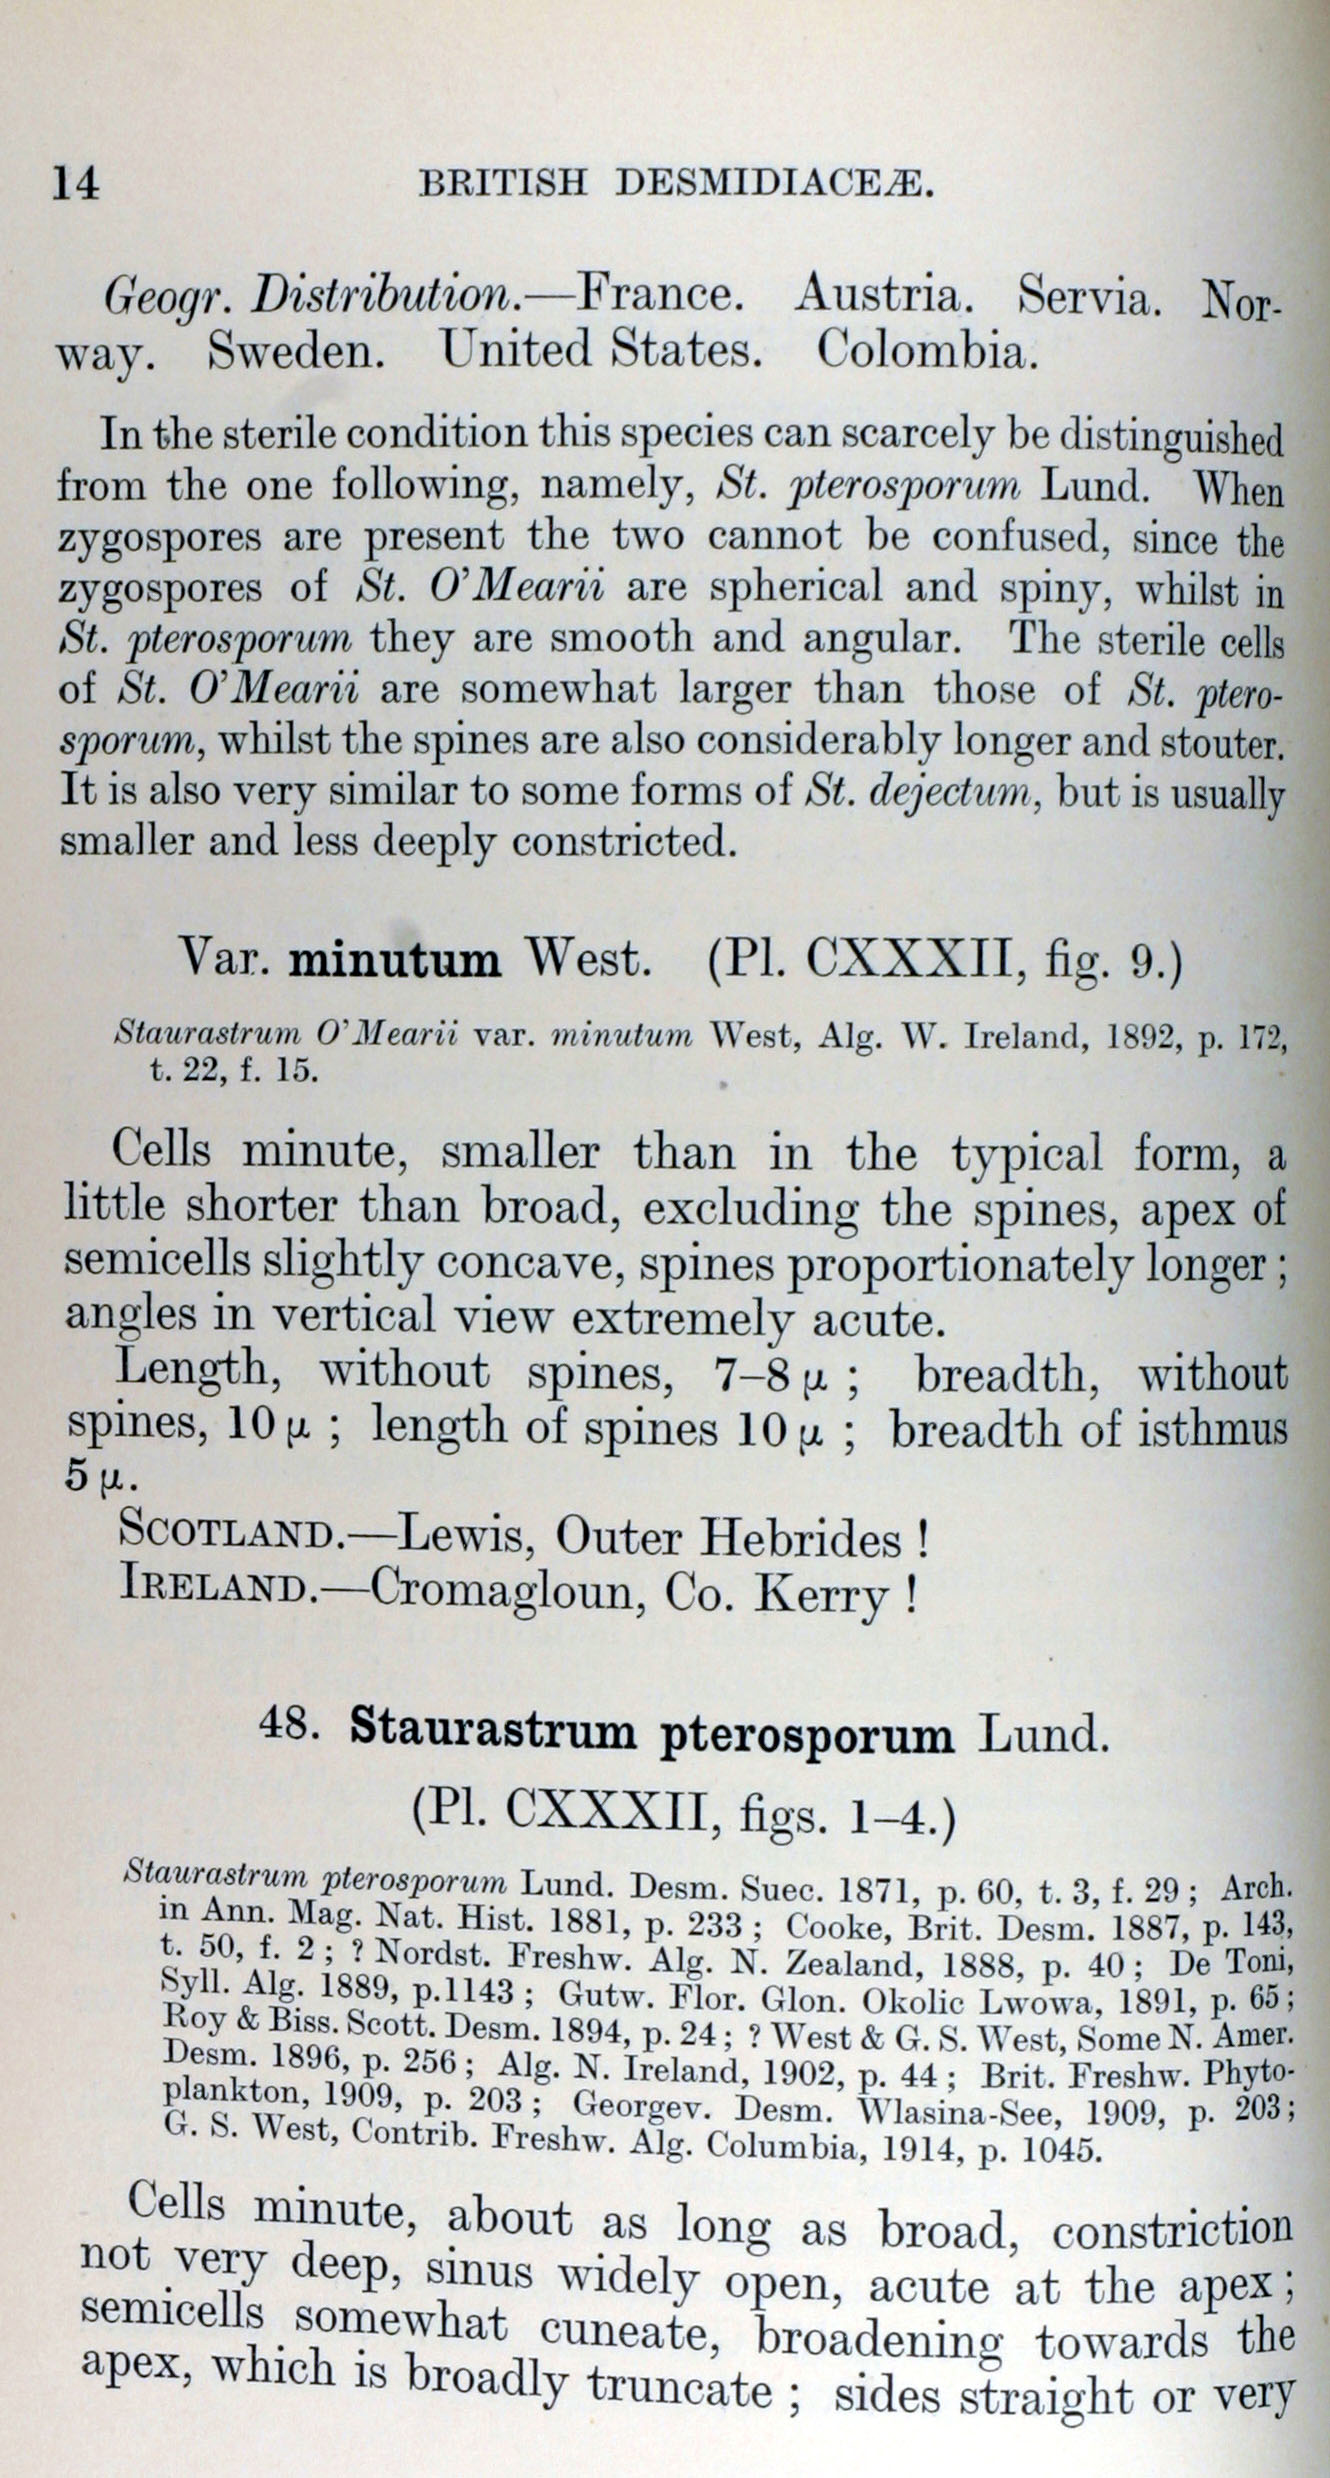 14 BRITISH DESMIDIACEÆ.
Geogr. Distribution.—France. Austria. Servia. Nor-
way. Sweden. United States. Colombia.
In the sterile condition this species can scarcely be distinguished
from the one following, namely, St. pterosporum Lund. When
zygospores are present the two cannot be confused, since the
zygospores of St. O'Mearii are spherical and spiny, whilst in
St. pterosporum they are smooth and angular. The sterile cells
of St. O'Mearii are somewhat larger than those of St. ptero-
sporum, whilst the spines are also considerably longer and stouter.
It is also very similar to some forms of St. dejectum, but is usually
smaller and less deeply constricted.
Var. minutum West. (Pl. CXXXII, fig. 9.)
Staurastrum O'Mearii var. minutum West, Alg. W. Ireland, 1892, p. 172,
t. 22, f. 15.
Cells minute, smaller than in the typical form, a
little shorter than broad, excluding the spines, apex of
semicells slightly concave, spines proportionately longer ;
angles in vertical view extremely acute.
Length, without spines, 7–8 μ ; breadth, without
spines, 10 μ ; length of spines 10 μ ; breadth of isthmus
5 μ.
SCOTLAND.—Lewis, Outer Hebrides !
IRELAND.—Cromagloun, Co. Kerry !
48. Staurastrum pterosporum Lund.
(Pl. CXXXII, figs. 1–4.)
Staurastrum pterosporum Lund. Desm. Suec. 1871, p. 60, t. 3, f. 29 ; Arch.
in Ann. Mag. Nat. Hist. 1881, p. 233 ; Cooke, Brit. Desm. 1887, p. 143,
t. 50, f. 2 ; ? Nordst. Freshw. Alg. N. Zealand, 1888, p. 40 ; De Toni,
Syll. Alg. 1889, p.1143 ; Gutw. Flor. Glon. Okolic Lwowa, 1891, p. 65 ;
Roy & Biss. Scott. Desm. 1894, p. 24 ; ? West & G. S. West, Some N. Amer.
Desm. 1896, p. 256 ; Alg. N. Ireland, 1902, p. 44 ; Brit. Freshw. Phyto-
plankton, 1909, p. 203 ; Georgev. Desm. Wlasina-See, 1909, p. 203 ;
G. S. West, Contrib. Freshw. Alg. Columbia, 1914, p. 1045.
Cells minute, about as long as broad, constriction
not very deep, sinus widely open, acute at the apex ;
semicells somewhat cuneate, broadening towards the
apex, which is broadly truncate ; sides straight or very